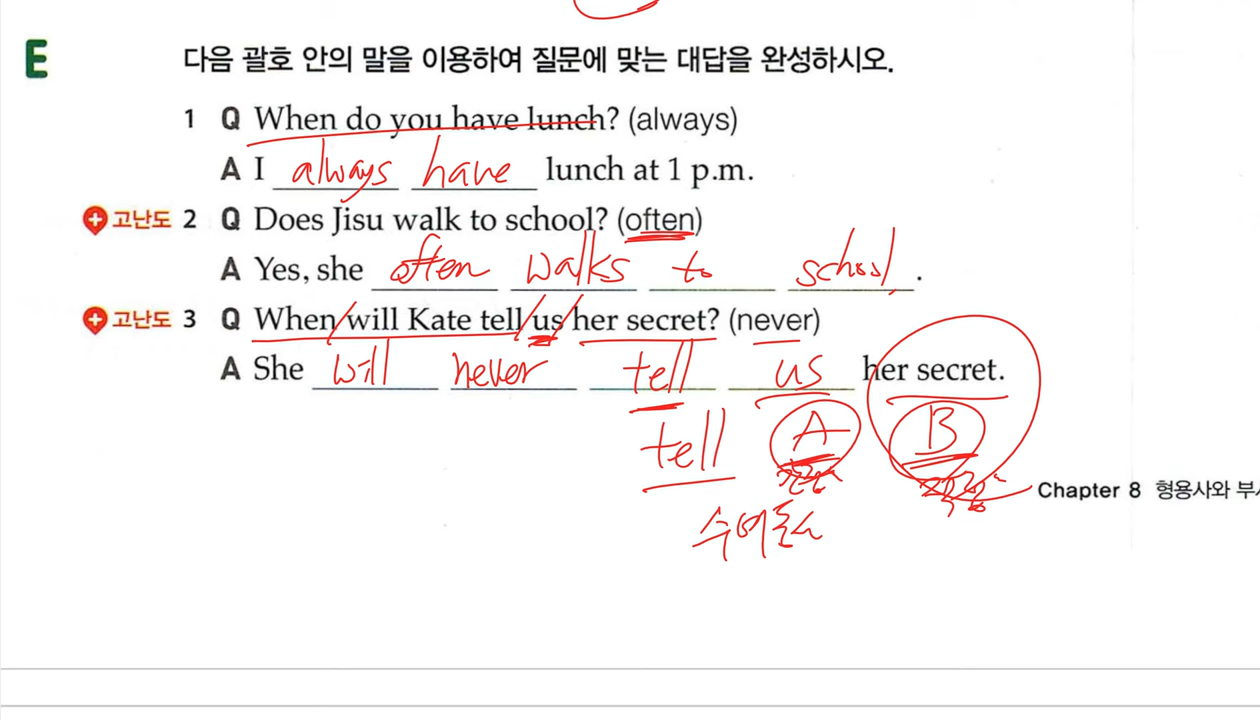 E 다음 괄호 안의 말을 이용하여 질문에 맞는 대답을 완성하시오.
1 Q When do you have lunch? (always)
A I always have lunch at 1 p.m.
고난도 2 Q Does Jisu walk to school? (often)
A Yes, she often walks to school.
고난도 3 Q When/will Kate tell/us/her secret? (never)
A She will never tell us her secret.
tell A B
Chapter 8 형용사와 부
수여동사